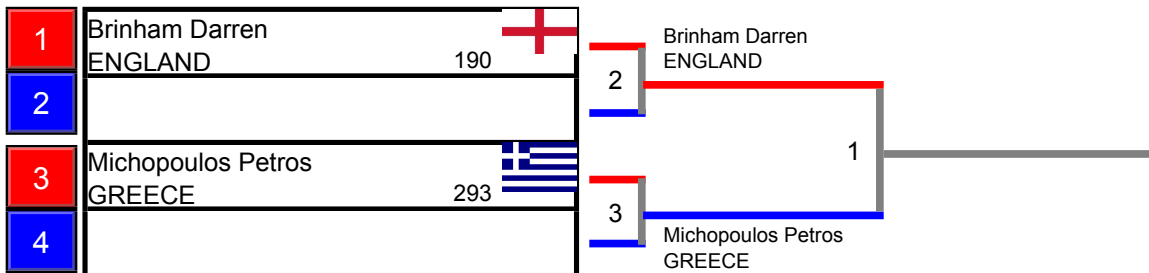 1
Brinham Darren
ENGLAND 190
2
3
Michopoulos Petros
GREECE 293
4
2
3
Brinham Darren
ENGLAND
1
Michopoulos Petros
GREECE